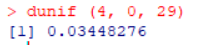 > dunif (4, 0, 29)
[1] 0.03448276